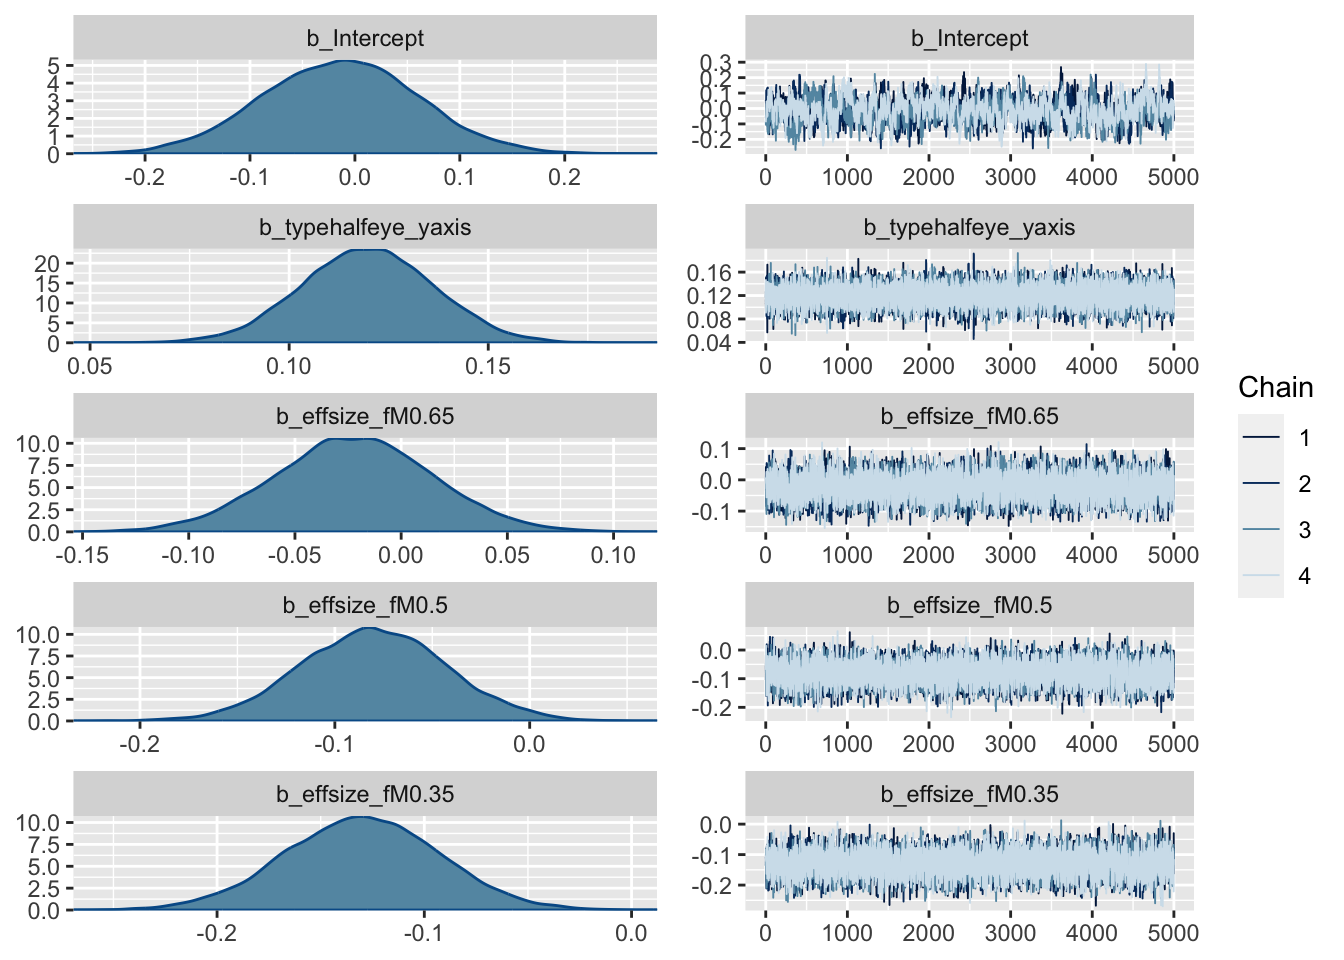 b_Intercept
5
4
3
2
1
0
-0.2 -0.1 0.0 0.1 0.2
b_Intercept
0.3
0.2
0.1
0.0
-0.1
-0.2
0 1000 2000 3000 4000 5000
b_typehalfeye_yaxis
20
15
10
5
0
0.05 0.10 0.15
b_typehalfeye_yaxis
0.16
0.12
0.08
0.04
0 1000 2000 3000 4000 5000
b_effsize_fM0.65
10.0
7.5
5.0
2.5
0.0
-0.15 -0.10 -0.05 0.00 0.05 0.10
b_effsize_fM0.65
0.1
0.0
-0.1
0 1000 2000 3000 4000 5000
b_effsize_fM0.5
10.0
7.5
5.0
2.5
0.0
-0.2 -0.1 0.0
b_effsize_fM0.5
0.0
-0.1
-0.2
0 1000 2000 3000 4000 5000
b_effsize_fM0.35
10.0
7.5
5.0
2.5
0.0
-0.2 -0.1 0.0
b_effsize_fM0.35
0.0
-0.1
-0.2
0 1000 2000 3000 4000 5000
Chain
1
2
3
4